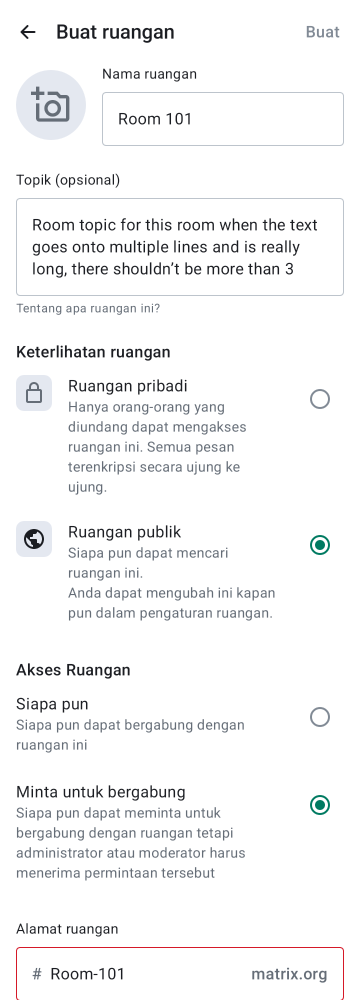 Buat ruangan
Buat
Nama ruangan
Room 101
Topik (opsional)
Room topic for this room when the text
goes onto multiple lines and is really
long, there shouldn’t be more than 3
Tentang apa ruangan ini?
Keterlihatan ruangan
Ruangan pribadi
Hanya orang-orang yang
diundang dapat mengakses
ruangan ini. Semua pesan
terenkripsi secara ujung ke
ujung.
Ruangan publik
Siapa pun dapat mencari
ruangan ini.
Anda dapat mengubah ini kapan
pun dalam pengaturan ruangan.
Akses Ruangan
Siapa pun
Siapa pun dapat bergabung dengan
ruangan ini
Minta untuk bergabung
Siapa pun dapat meminta untuk
bergabung dengan ruangan tetapi
administrator atau moderator harus
menerima permintaan tersebut
Alamat ruangan
# Room-101 matrix.org